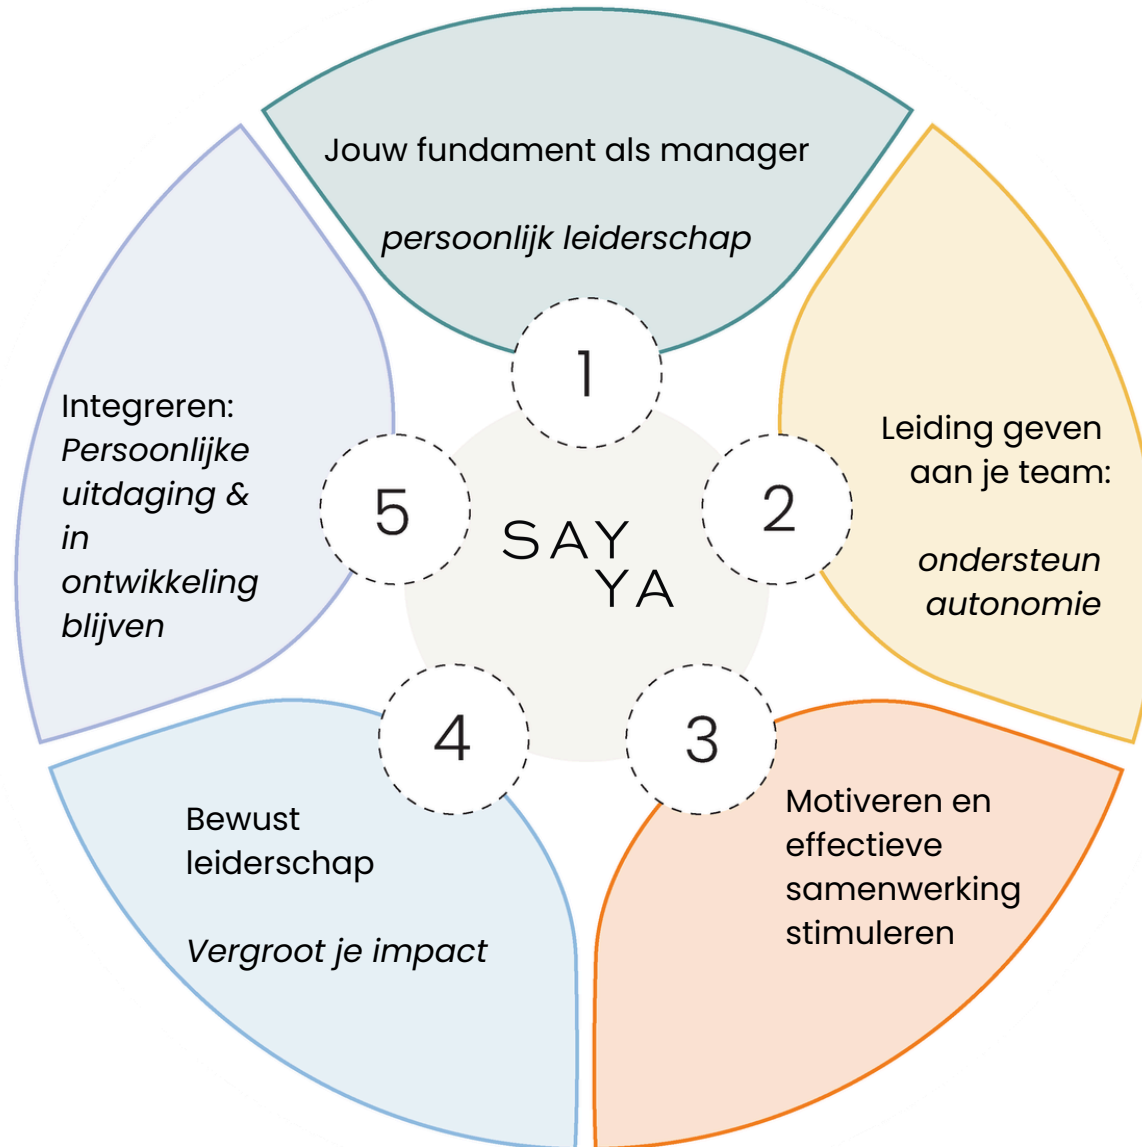 Jouw fundament als manager
persoonlijk leiderschap
1
Leiding geven
aan je team:
ondersteun
autonomie
2
Motiveren en
effectieve
samenwerking
stimuleren
3
Bewust
leiderschap
Vergroot je impact
4
Integreren:
Persoonlijke
uitdaging &
in
ontwikkeling
blijven
5
SAY
YA